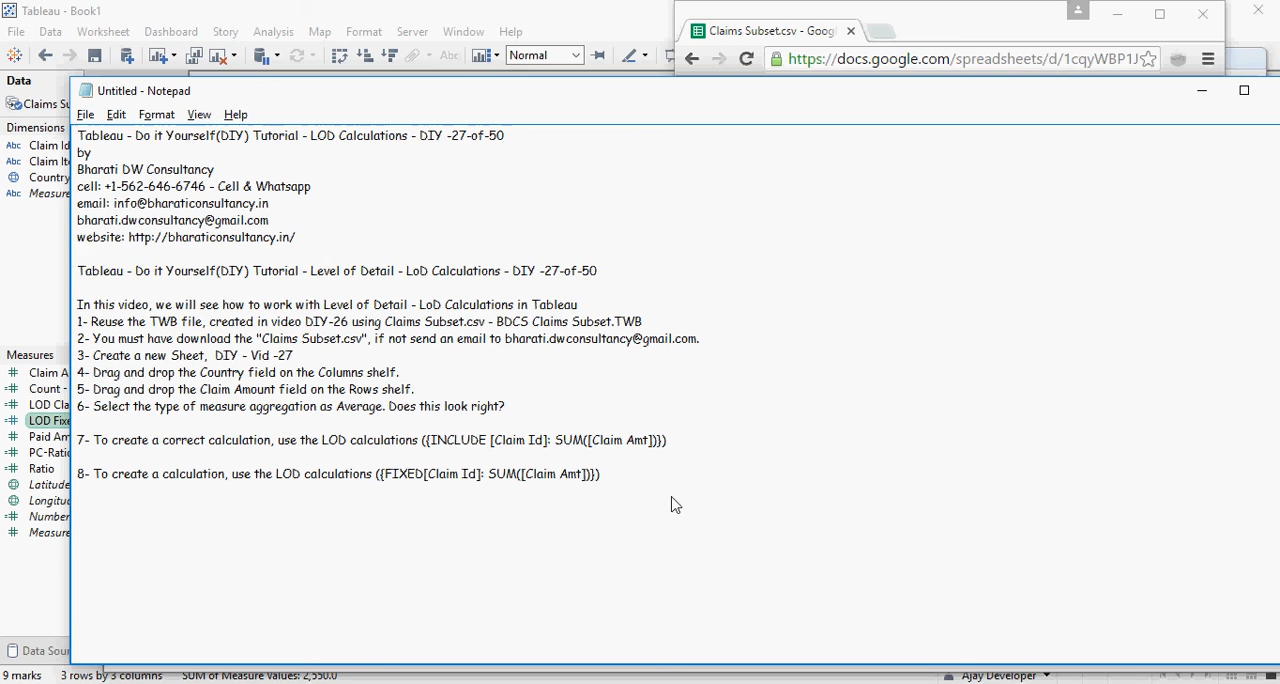 Tableau - Book1
File Data Worksheet Dashboard Story Analysis Map Format Server Window Help
Normal
Claims Subset.csv - Goog
https://docs.google.com/spreadsheets/d/1cqyWBP1J
Data
Claims Su
Dimensions
Abc Claim Id
Abc Claim Ite
Country
Abc Measure
Measures
Claim A
Count -
LOD Cla
LOD Fixe
Paid Am
PC-Ratio
Ratio
Latitude
Longitud
Number
Measure
Data Sour
Untitled - Notepad
File Edit Format View Help
Tableau - Do it Yourself(DIY) Tutorial - LOD Calculations - DIY -27-of-50
by
Bharati DW Consultancy
cell: +1-562-646-6746 - Cell & Whatsapp
email: info@bharaticonsultancy.in
bharati.dwconsultancy@gmail.com
website: http://bharaticonsultancy.in/
Tableau - Do it Yourself(DIY) Tutorial - Level of Detail - LoD Calculations - DIY -27-of-50
In this video, we will see how to work with Level of Detail - LoD Calculations in Tableau
1- Reuse the TWB file, created in video DIY-26 using Claims Subset.csv - BDCS Claims Subset.TWB
2- You must have download the "Claims Subset.csv", if not send an email to bharati.dwconsultancy@gmail.com.
3- Create a new Sheet,  DIY - Vid -27
4- Drag and drop the Country field on the Columns shelf.
5- Drag and drop the Claim Amount field on the Rows shelf.
6- Select the type of measure aggregation as Average. Does this look right?
7- To create a correct calculation, use the LOD calculations ({INCLUDE [Claim Id]: SUM([Claim Amt])})
8- To create a calculation, use the LOD calculations ({FIXED[Claim Id]: SUM([Claim Amt])})
9 marks 3 rows by 3 columns SUM of Measure Values: 2,550.0 Ajay Developer